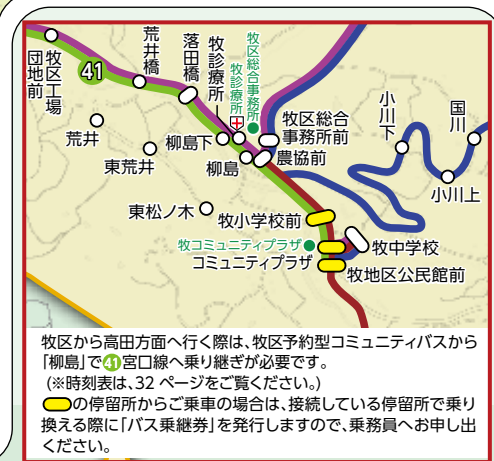 牧区工場
団地前
荒井橋
落田橋
牧診療所
牧診療所
牧区総合事務所
41
荒井
東荒井
柳島下
柳島
牧区総合
事務所前
農協前
小川下
国川
小川上
東松ノ木
牧小学校前
牧コミュニティプラザ
コミュニティプラザ
牧中学校
牧地区公民館前
牧区から高田方面へ行く際は、牧区予約型コミュニティバスから
「柳島」で41宮口線へ乗り継ぎが必要です。
(※時刻表は、32 ページをご覧ください。)
の停留所からご乗車の場合は、接続している停留所で乗り
換える際に「バス乗継券」を発行しますので、乗務員へお申し出
ください。